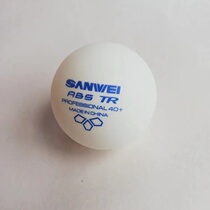 SANWEI
ABS TR
PROFESSIONAL 40+
MADE IN CHINA